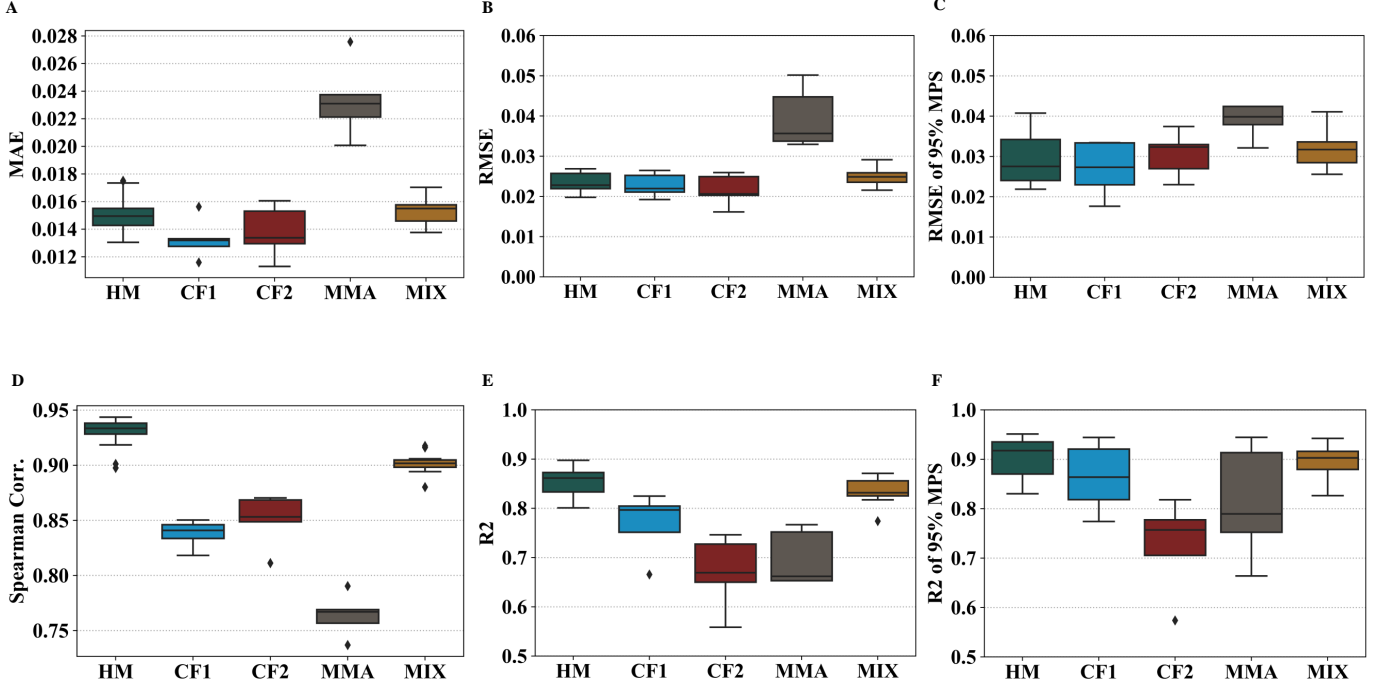 A
MAE
0.028
0.026
0.024
0.022
0.020
0.018
0.016
0.014
0.012
HM CF1 CF2 MMA MIX
B
RMSE
0.06
0.05
0.04
0.03
0.02
0.01
0.00
HM CF1 CF2 MMA MIX
C
RMSE of 95% MPS
0.06
0.05
0.04
0.03
0.02
0.01
0.00
HM CF1 CF2 MMA MIX
D
Spearman Corr.
0.95
0.90
0.85
0.80
0.75
HM CF1 CF2 MMA MIX
E
R2
1.0
0.9
0.8
0.7
0.6
0.5
HM CF1 CF2 MMA MIX
F
R2 of 95% MPS
1.0
0.9
0.8
0.7
0.6
0.5
HM CF1 CF2 MMA MIX